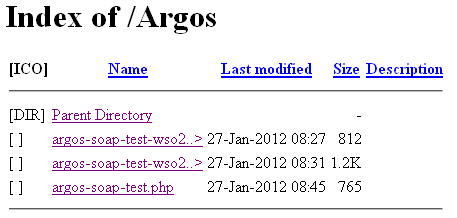 Index of /Argos
[ICO] Name Last modified Size Description
[DIR] Parent Directory -
[ ] argos-soap-test-wso2..> 27-Jan-2012 08:27 812
[ ] argos-soap-test-wso2..> 27-Jan-2012 08:31 1.2K
[ ] argos-soap-test.php 27-Jan-2012 08:45 765